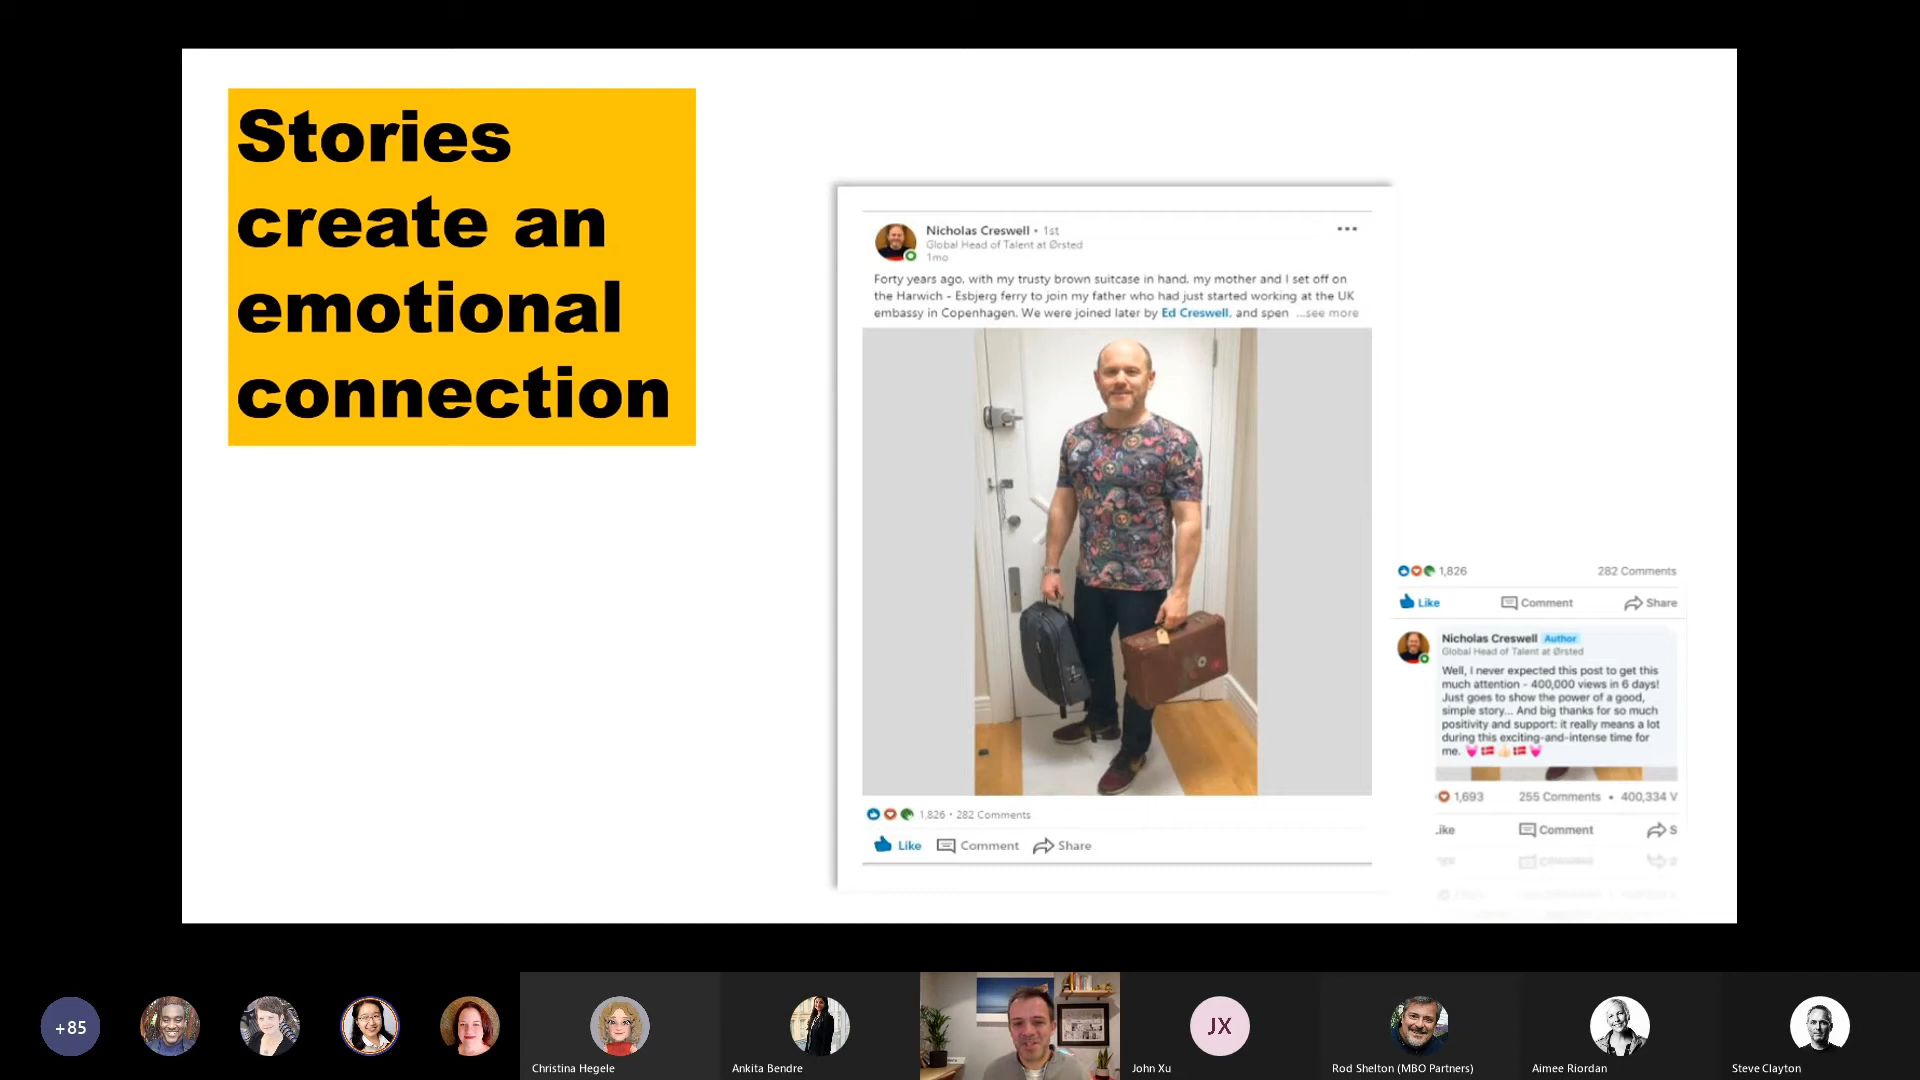 Stories
create an
emotional
connection
Nicholas Creswell • 1st
Global Head of Talent at Ørsted
1mo
Forty years ago, with my trusty brown suitcase in hand, my mother and I set off on
the Harwich - Esbjerg ferry to join my father who had just started working at the UK
embassy in Copenhagen. We were joined later by Ed Creswell, and spen ...see more
1,826 • 282 Comments
Like Comment Share
1,826 282 Comments
Like Comment Share
Nicholas Creswell Author
Global Head of Talent at Ørsted
Well, I never expected this post to get this
much attention - 400,000 views in 6 days!
Just goes to show the power of a good,
simple story... And big thanks for so much
positivity and support: it really means a lot
during this exciting-and-intense time for
me. 💓🇩🇰👍🏻🇩🇰💓
1,693 255 Comments • 400,334 V
.ike Comment S
+85
Christina Hegele
Ankita Bendre
JX
John Xu
Rod Shelton (MBO Partners)
Aimee Riordan
Steve Clayton